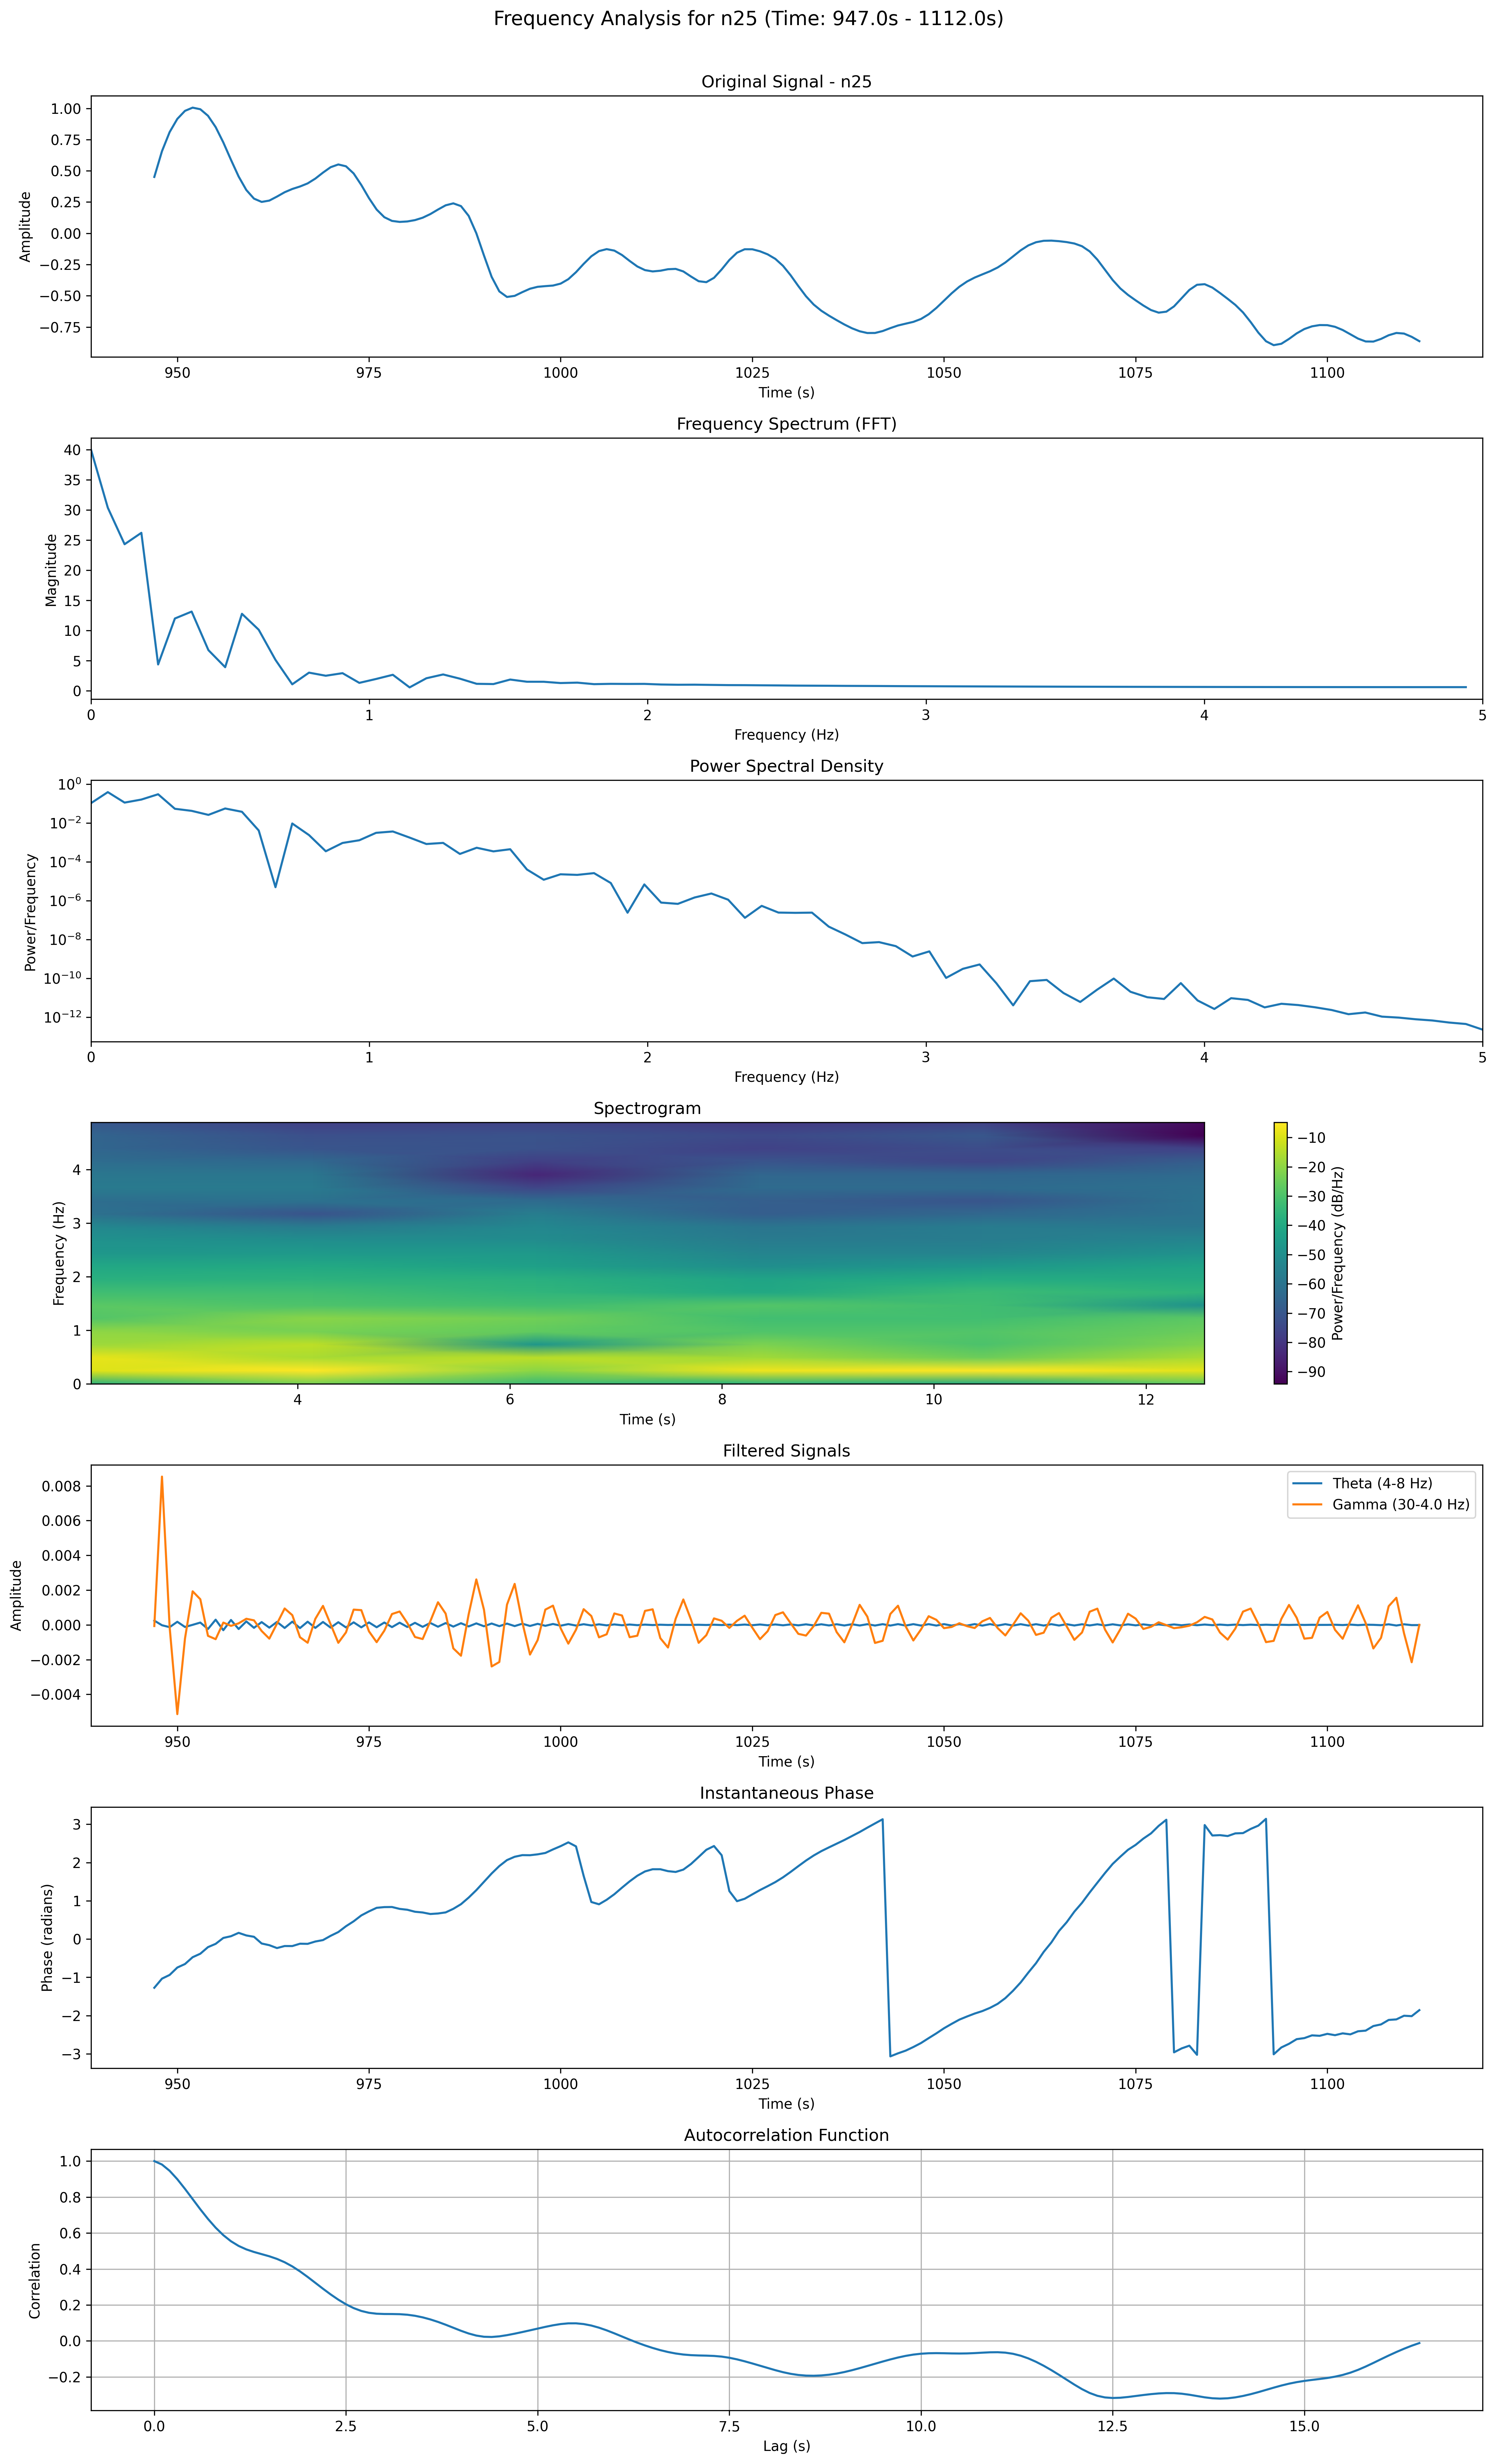 Frequency Analysis for n25 (Time: 947.0s - 1112.0s)
Original Signal - n25
1.00
0.75
0.50
0.25
0.00
−0.25
−0.50
−0.75
Amplitude
950 975 1000 1025 1050 1075 1100
Time (s)
Frequency Spectrum (FFT)
40
35
30
25
20
15
10
5
0
Magnitude
0 1 2 3 4 5
Frequency (Hz)
Power Spectral Density
10⁰
10⁻²
10⁻⁴
10⁻⁶
10⁻⁸
10⁻¹⁰
10⁻¹²
Power/Frequency
0 1 2 3 4 5
Frequency (Hz)
Spectrogram
4
3
2
1
0
Frequency (Hz)
4 6 8 10 12
Time (s)
−10
−20
−30
−40
−50
−60
−70
−80
−90
Power/Frequency (dB/Hz)
Filtered Signals
0.008
0.006
0.004
0.002
0.000
−0.002
−0.004
Amplitude
Theta (4-8 Hz)
Gamma (30-4.0 Hz)
950 975 1000 1025 1050 1075 1100
Time (s)
Instantaneous Phase
3
2
1
0
−1
−2
−3
Phase (radians)
950 975 1000 1025 1050 1075 1100
Time (s)
Autocorrelation Function
1.0
0.8
0.6
0.4
0.2
0.0
−0.2
Correlation
0.0 2.5 5.0 7.5 10.0 12.5 15.0
Lag (s)